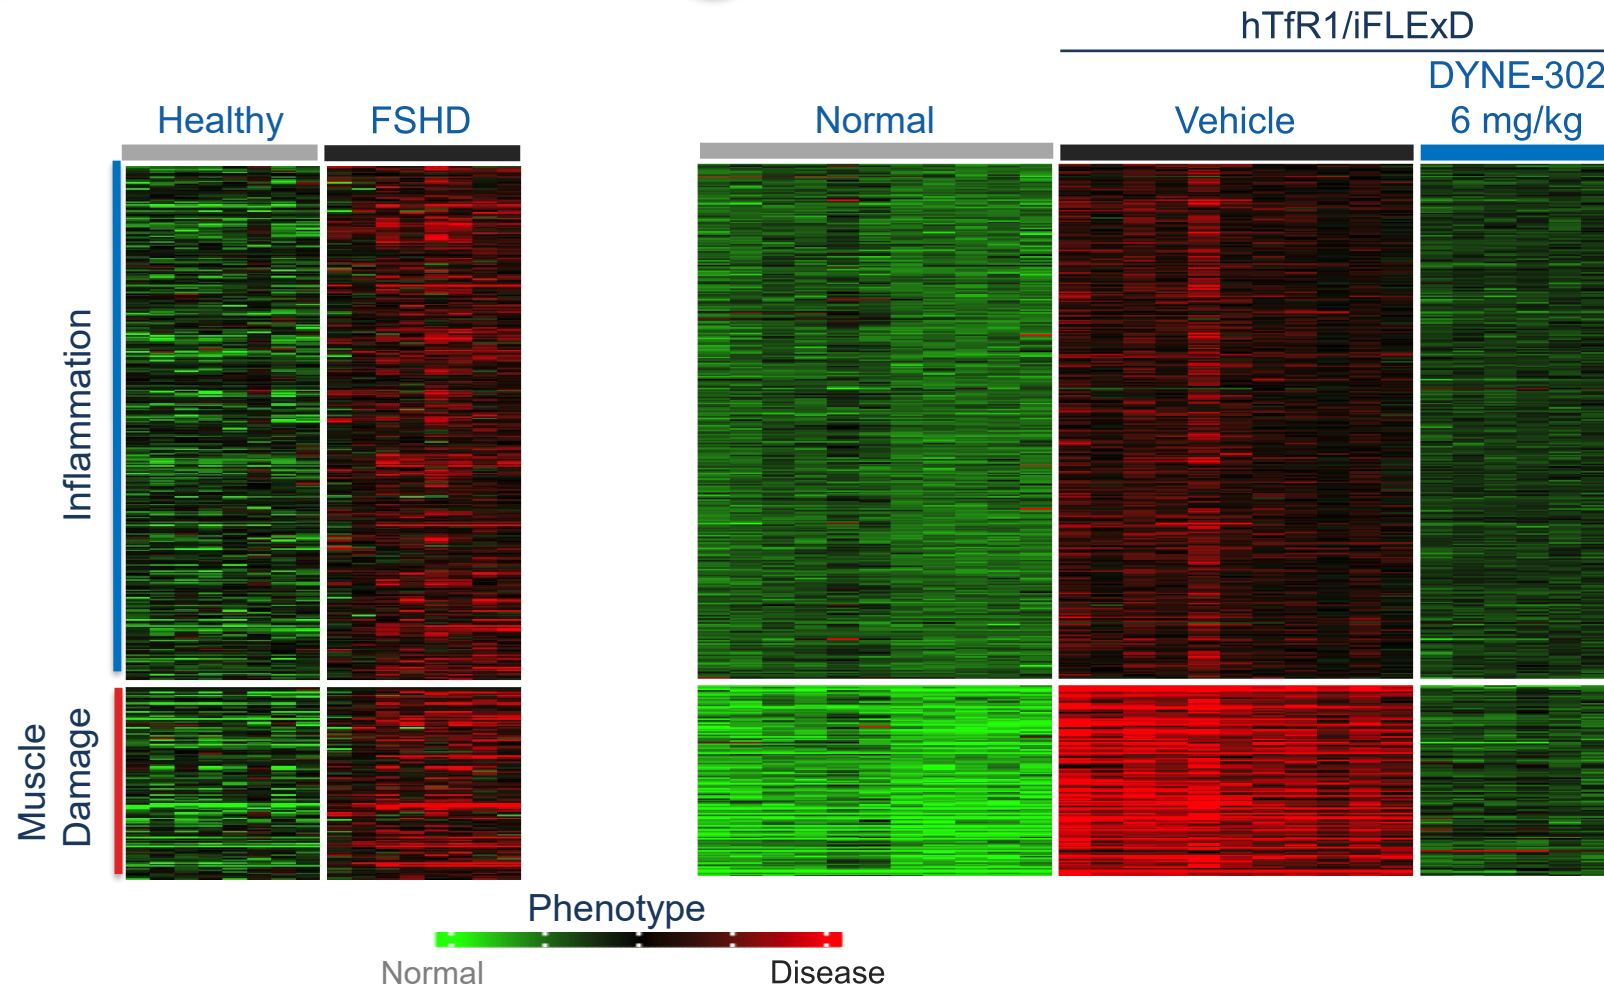 hTfR1/iFLExD
DYNE-302
Healthy
FSHD
Normal
Vehicle
6 mg/kg
Inflammation
Muscle
Damage
Phenotype
Normal
Disease